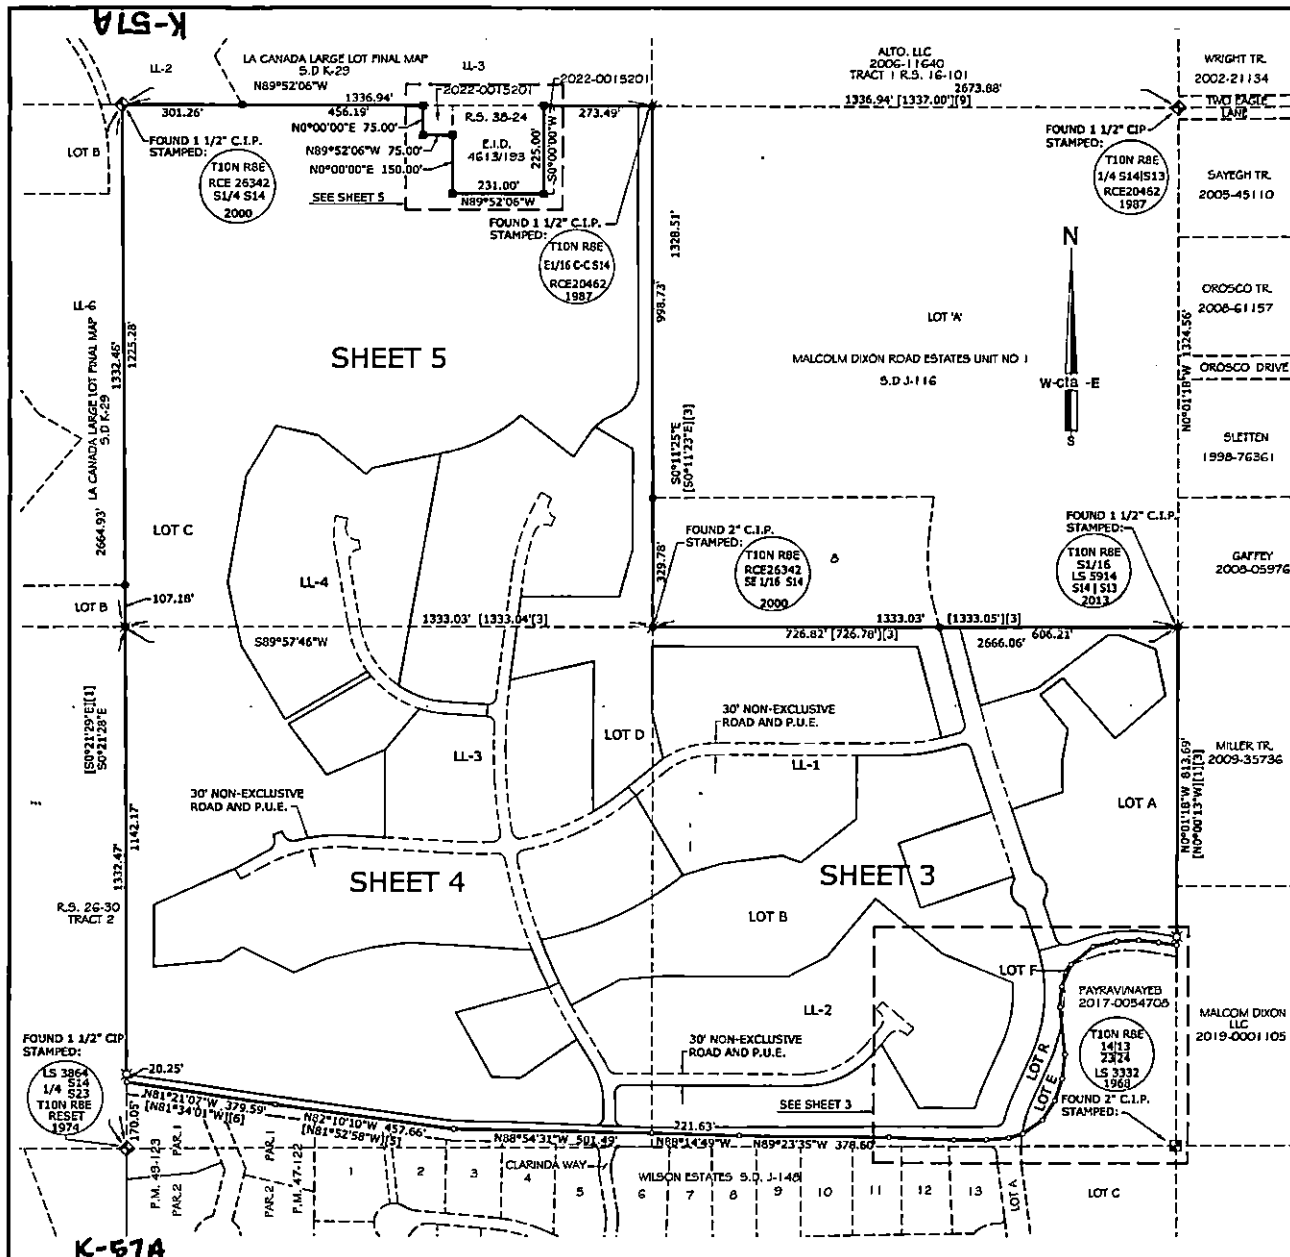 K-57A
LL-2
LA CANADA LARGE LOT FINAL MAP
S.D K-29
N89°52'06"W
LL-3
2022-0015201
2022-0015201
ALTO, LLC
2006-11640
TRACT 1 R.S. 16-101
2673.88'
1336.94' [1337.00'][9]
WRIGHT TR.
2002-21134
TWO EAGLE
LANE
1336.94'
301.26'
456.19'
273.49'
R.S. 38-24
E.I.D.
4613/193
N0°00'00"E 75.00'
N89°52'06"W 75.00'
N0°00'00"E 150.00'
225.00'
S0°00'00"W
231.00'
N89°52'06"W
SEE SHEET 5
LOT B
FOUND 1 1/2" C.I.P.
STAMPED:
T10N R8E
RCE 26342
S1/4 S14
2000
FOUND 1 1/2" C.I.P.
STAMPED:
T10N R8E
E1/16 C-C S14
RCE20462
1987
FOUND 1 1/2" CIP
STAMPED:
T10N R8E
1/4 S14|S13
RCE20462
1987
SAYEGH TR.
2005-45110
OROSCO TR.
2008-61157
OROSCO DRIVE
SLETTEN
1998-76361
GAFFEY
2008-05976
N0°01'18"W 1324.56'
N
W-cta -E
S
LOT 'A'
MALCOLM DIXON ROAD ESTATES UNIT NO 1
S.D J-116
1328.51'
998.73'
S0°11'25"E
[S0°11'23"E][3]
329.78'
LL-6
LA CANADA LARGE LOT FINAL MAP
S.D K-29
1332.46'
1225.28'
2664.93'
SHEET 5
LOT C
LL-4
LOT B
107.18'
FOUND 2" C.I.P.
STAMPED:
T10N R8E
RCE26342
SE 1/16 S14
2000
8
FOUND 1 1/2" C.I.P.
STAMPED:
T10N R8E
S1/16
LS 5914
S14 | S13
2013
1333.03' [1333.04'][3]
S89°57'46"W
1333.03' [1333.05'][3]
726.82' [726.78'][3]
2666.06'
606.21'
[S0°21'29"E][1]
S0°21'28"E
1142.17'
1332.47'
LOT D
30' NON-EXCLUSIVE
ROAD AND P.U.E.
LL-3
LL-1
LOT A
MILLER TR.
2009-35736
N0°01'18"W 813.69'
[N0°00'13"W][1][3]
30' NON-EXCLUSIVE
ROAD AND P.U.E.
SHEET 4
SHEET 3
R.S. 26-30
TRACT 2
LOT B
LOT F
LL-2
PAYRAVI/NAYEB
2017-0054708
MALCOM DIXON
LLC
2019-0001105
T10N R8E
14|13
23|24
LS 3332
1968
FOUND 2" C.I.P.
STAMPED:
LOT R
LOT E
30' NON-EXCLUSIVE
ROAD AND P.U.E.
SEE SHEET 3
FOUND 1 1/2" CIP
STAMPED:
LS 3864
1/4 S14
S23
T10N R8E
RESET
1974
20.25'
170.05'
N81°21'07"W 379.59'
[N81°34'01"W][6]
N82°10'10"W 457.66'
[N81°52'58"W][5]
N88°54'31"W 501.49'
221.63'
N88°14'49"W
N89°23'35"W 378.60'
P.M. 49-123
PAR.1
PAR.2
PAR.1
PAR.2
P.M. 47-122
1
2
3
4
5
CLARINDA WAY
WILSON ESTATES S.D. J-148
6
7
8
9
10
11
12
13
LOT A
LOT C
K-57A